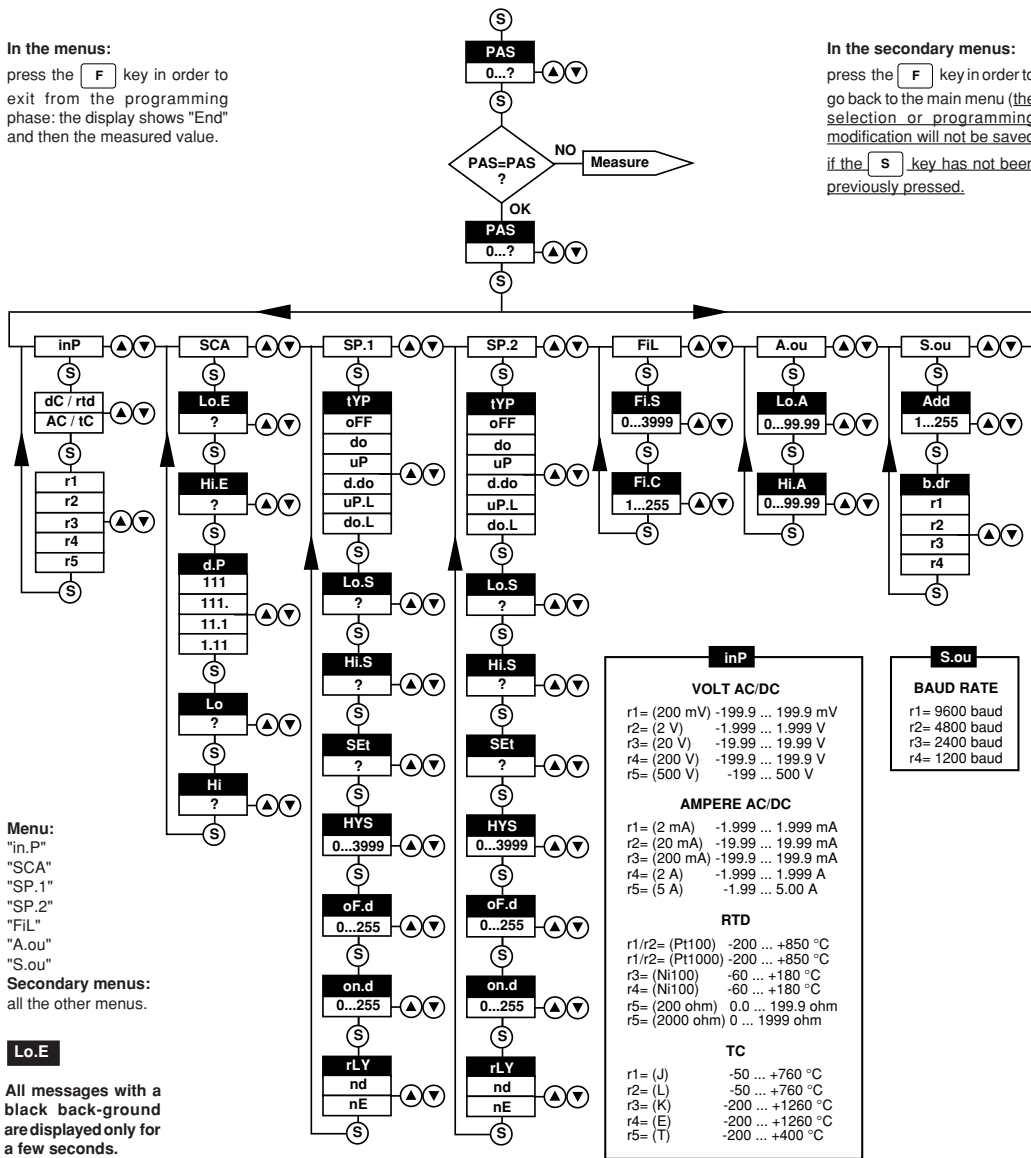 In the menus:
press the F key in order to
exit from the programming
phase: the display shows "End"
and then the measured value.
S
PAS
0...? ▲ ▼
S
PAS=PAS
?
NO
Measure
OK
PAS
0...? ▲ ▼
S
In the secondary menus:
press the F key in order to
go back to the main menu (the
selection or programming
modification will not be saved
if the S key has not been
previously pressed.
inP ▲ ▼
S
dC / rtd
AC / tC
▲ ▼
S
r1
r2
r3 ▲ ▼
r4
r5
S
SCA ▲ ▼
S
Lo.E
? ▲ ▼
S
Hi.E
? ▲ ▼
S
d.P
111
111.
11.1
1.11
▲ ▼
S
Lo
? ▲ ▼
S
Hi
? ▲ ▼
S
SP.1 ▲ ▼
S
tYP
oFF
do
uP
d.do
uP.L
do.L
▲ ▼
S
Lo.S
? ▲ ▼
S
Hi.S
? ▲ ▼
S
SEt
? ▲ ▼
S
HYS
0...3999 ▲ ▼
S
oF.d
0...255 ▲ ▼
S
on.d
0...255 ▲ ▼
S
rLY
nd
nE
▲ ▼
S
SP.2 ▲ ▼
S
tYP
oFF
do
uP
d.do
uP.L
do.L
▲ ▼
S
Lo.S
? ▲ ▼
S
Hi.S
? ▲ ▼
S
SEt
? ▲ ▼
S
HYS
0...3999 ▲ ▼
S
oF.d
0...255 ▲ ▼
S
on.d
0...255 ▲ ▼
S
rLY
nd
nE
▲ ▼
S
FiL ▲ ▼
S
Fi.S
0...3999 ▲ ▼
S
Fi.C
1...255 ▲ ▼
S
A.ou ▲ ▼
S
Lo.A
0...99.99 ▲ ▼
S
Hi.A
0...99.99 ▲ ▼
S
S.ou ▲ ▼
S
Add
1...255 ▲ ▼
S
b.dr
r1
r2
r3
r4
▲ ▼
S
inP
VOLT AC/DC
r1= (200 mV) -199.9 ... 199.9 mV
r2= (2 V) -1.999 ... 1.999 V
r3= (20 V) -19.99 ... 19.99 V
r4= (200 V) -199.9 ... 199.9 V
r5= (500 V) -199 ... 500 V
AMPERE AC/DC
r1= (2 mA) -1.999 ... 1.999 mA
r2= (20 mA) -19.99 ... 19.99 mA
r3= (200 mA) -199.9 ... 199.9 mA
r4= (2 A) -1.999 ... 1.999 A
r5= (5 A) -1.99 ... 5.00 A
RTD
r1/r2= (Pt100) -200 ... +850 °C
r1/r2= (Pt1000) -200 ... +850 °C
r3= (Ni100) -60 ... +180 °C
r4= (Ni100) -60 ... +180 °C
r5= (200 ohm) 0.0 ... 199.9 ohm
r5= (2000 ohm) 0 ... 1999 ohm
TC
r1= (J) -50 ... +760 °C
r2= (L) -50 ... +760 °C
r3= (K) -200 ... +1260 °C
r4= (E) -200 ... +1260 °C
r5= (T) -200 ... +400 °C
S.ou
BAUD RATE
r1= 9600 baud
r2= 4800 baud
r3= 2400 baud
r4= 1200 baud
Menu:
"in.P"
"SCA"
"SP.1"
"SP.2"
"FiL"
"A.ou"
"S.ou"
Secondary menus:
all the other menus.
Lo.E
All messages with a
black back-ground
are displayed only for
a few seconds.